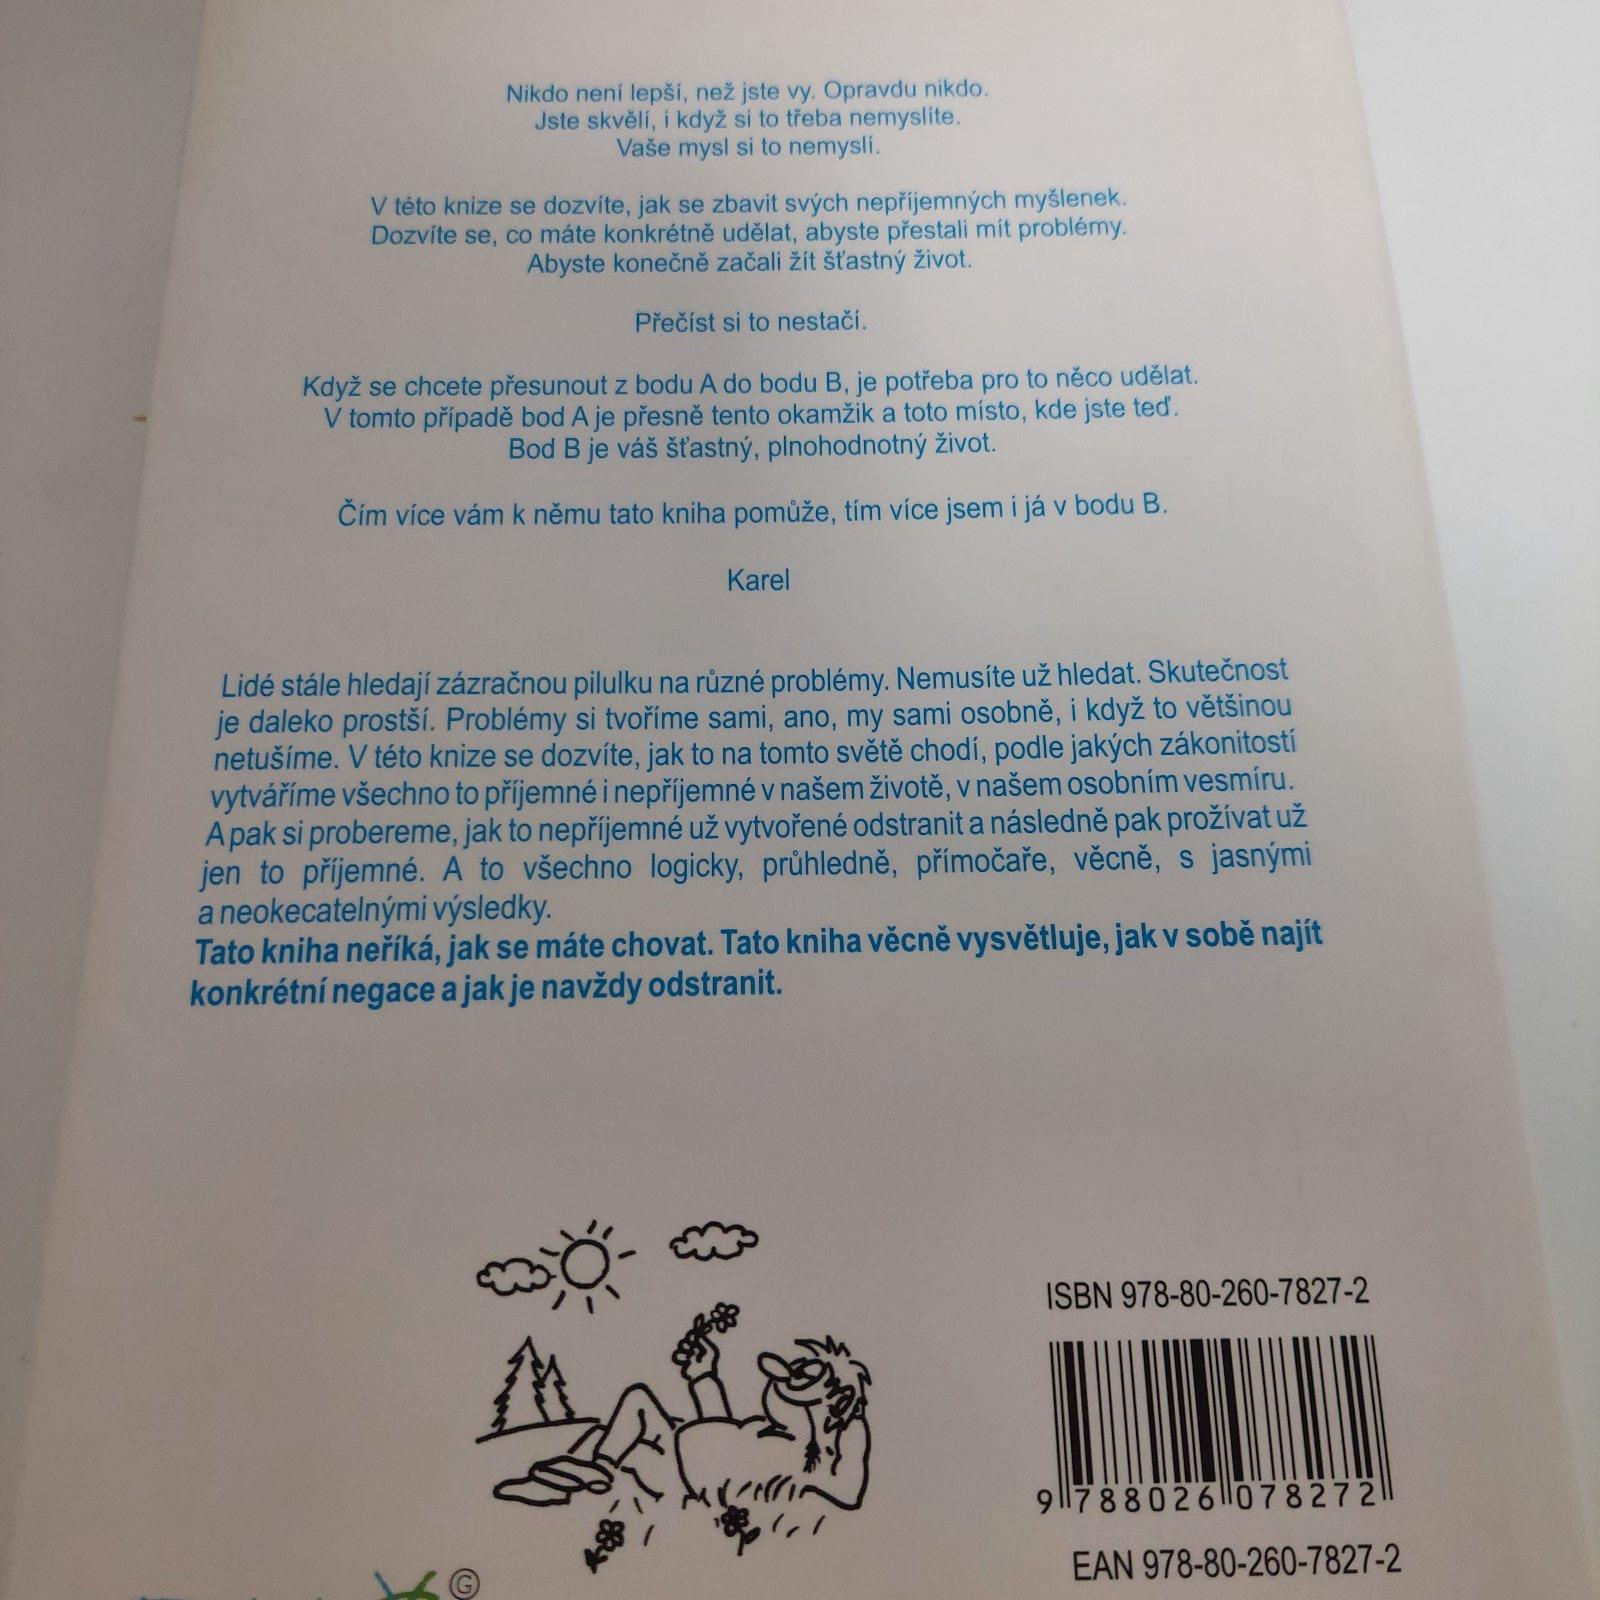 Nikdo není lepší, než jste vy. Opravdu nikdo.
Jste skvělí, i když si to třeba nemyslíte.
Vaše mysl si to nemyslí.
V této knize se dozvíte, jak se zbavit svých nepříjemných myšlenek.
Dozvíte se, co máte konkrétně udělat, abyste přestali mít problémy.
Abyste konečně začali žít šťastný život.
Přečíst si to nestačí.
Když se chcete přesunout z bodu A do bodu B, je potřeba pro to něco udělat.
V tomto případě bod A je přesně tento okamžik a toto místo, kde jste teď.
Bod B je váš šťastný, plnohodnotný život.
Čím více vám k němu tato kniha pomůže, tím více jsem i já v bodu B.
Karel
Lidé stále hledají zázračnou pilulku na různé problémy. Nemusíte už hledat. Skutečnost
je daleko prostší. Problémy si tvoříme sami, ano, my sami osobně, i když to většinou
netušíme. V této knize se dozvíte, jak to na tomto světě chodí, podle jakých zákonitostí
vytváříme všechno to příjemné i nepříjemné v našem životě, v našem osobním vesmíru.
A pak si probereme, jak to nepříjemné už vytvořené odstranit a následně pak prožívat už
jen to příjemné. A to všechno logicky, průhledně, přímočaře, věcně, s jasnými
a neokecatelnými výsledky.
Tato kniha neříká, jak se máte chovat. Tato kniha věcně vysvětluje, jak v sobě najít
konkrétní negace a jak je navždy odstranit.
ISBN 978-80-260-7827-2
9 788026 078272
EAN 978-80-260-7827-2
G